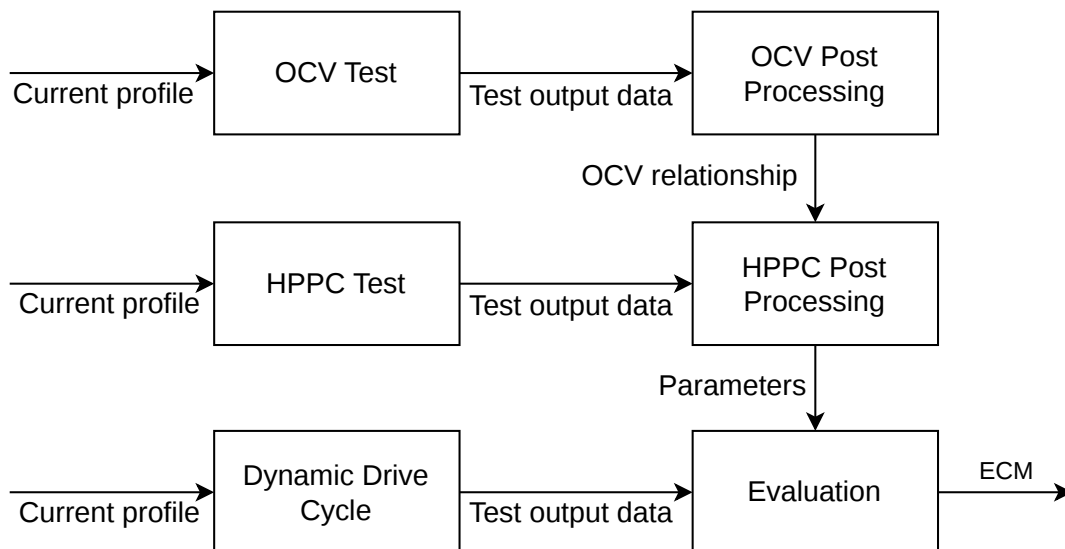 Current profile
OCV Test
Test output data
OCV Post
Processing
OCV relationship
Current profile
HPPC Test
Test output data
HPPC Post
Processing
Parameters
Current profile
Dynamic Drive
Cycle
Test output data
Evaluation
ECM